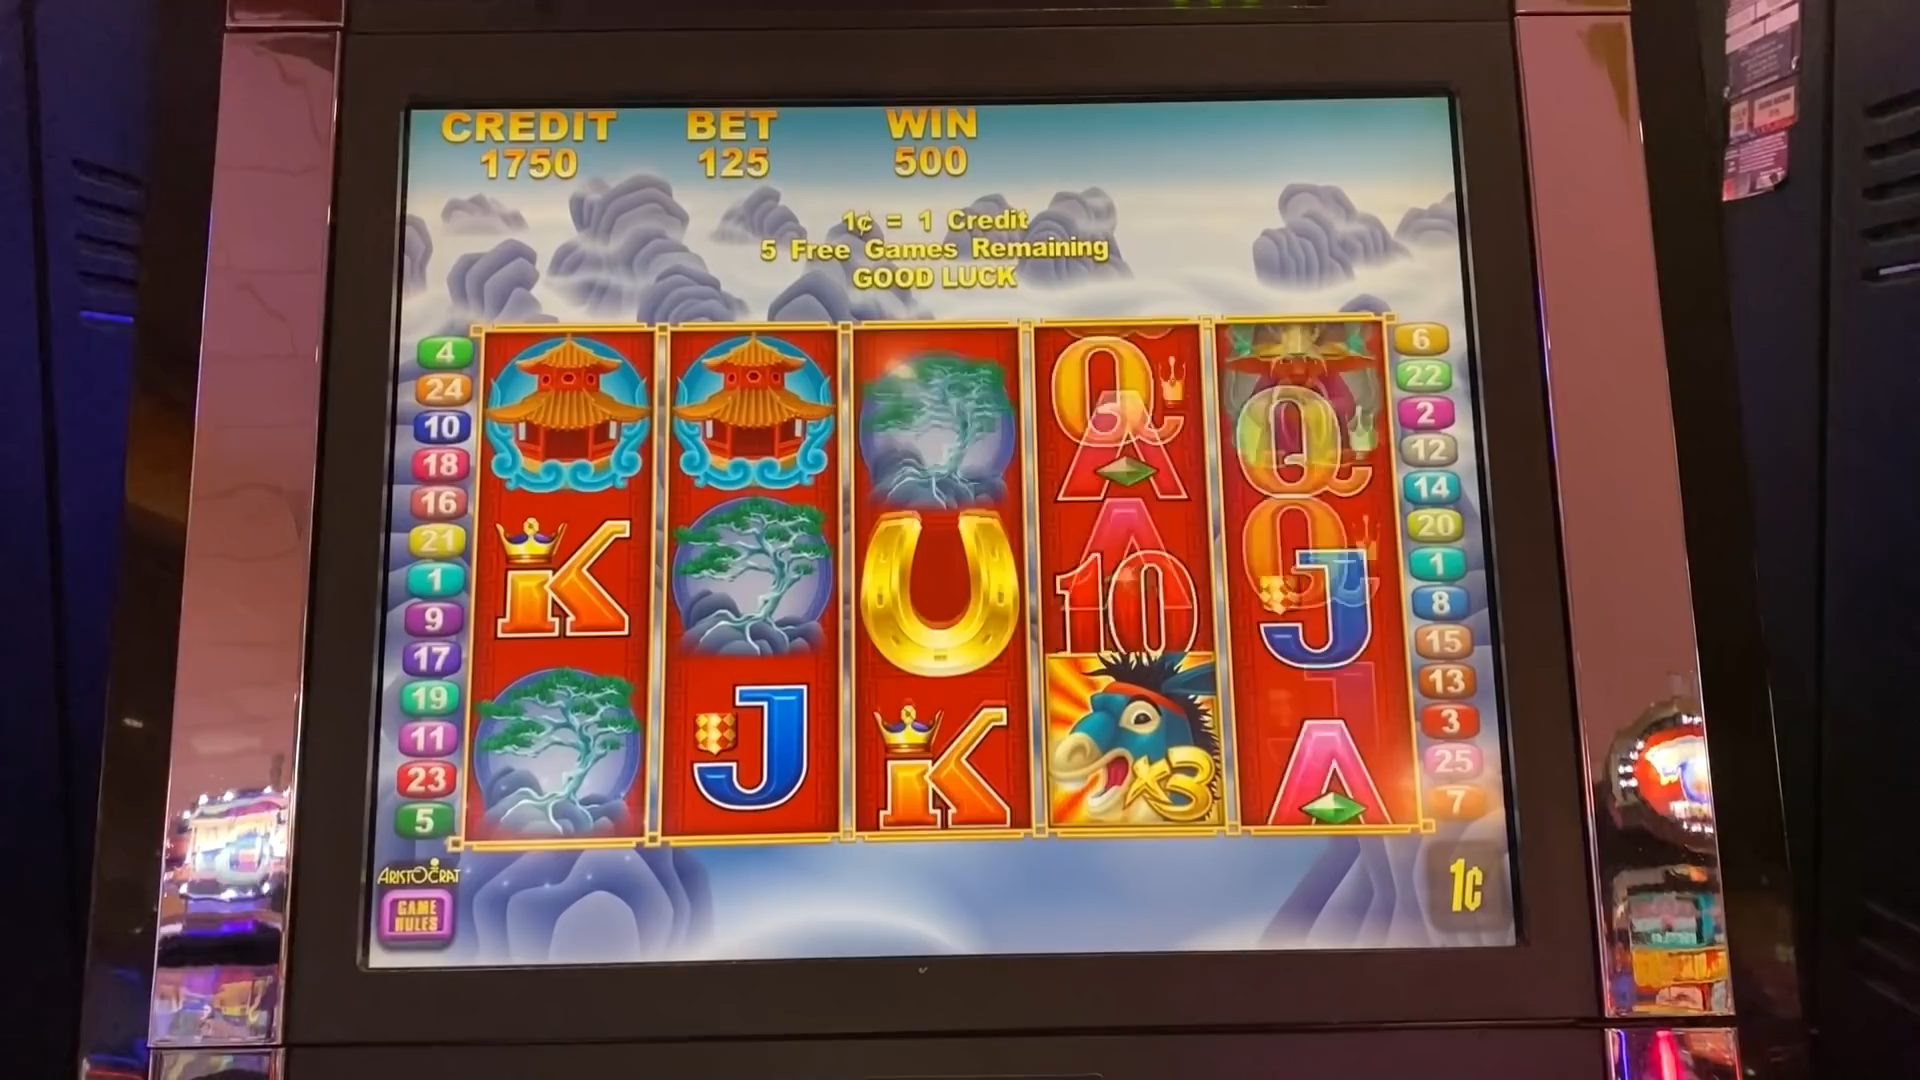 CREDIT BET WIN
1750 125 500
1¢ = 1 Credit
5 Free Games Remaining
GOOD LUCK
4
24
10
18
16
21
1
9
17
19
11
23
5
Q
A
Q
Q
K
10
J
J
K
x3
A
6
22
2
12
14
20
1
8
15
13
3
25
7
ARISTOCRAT
GAME
RULES
1¢